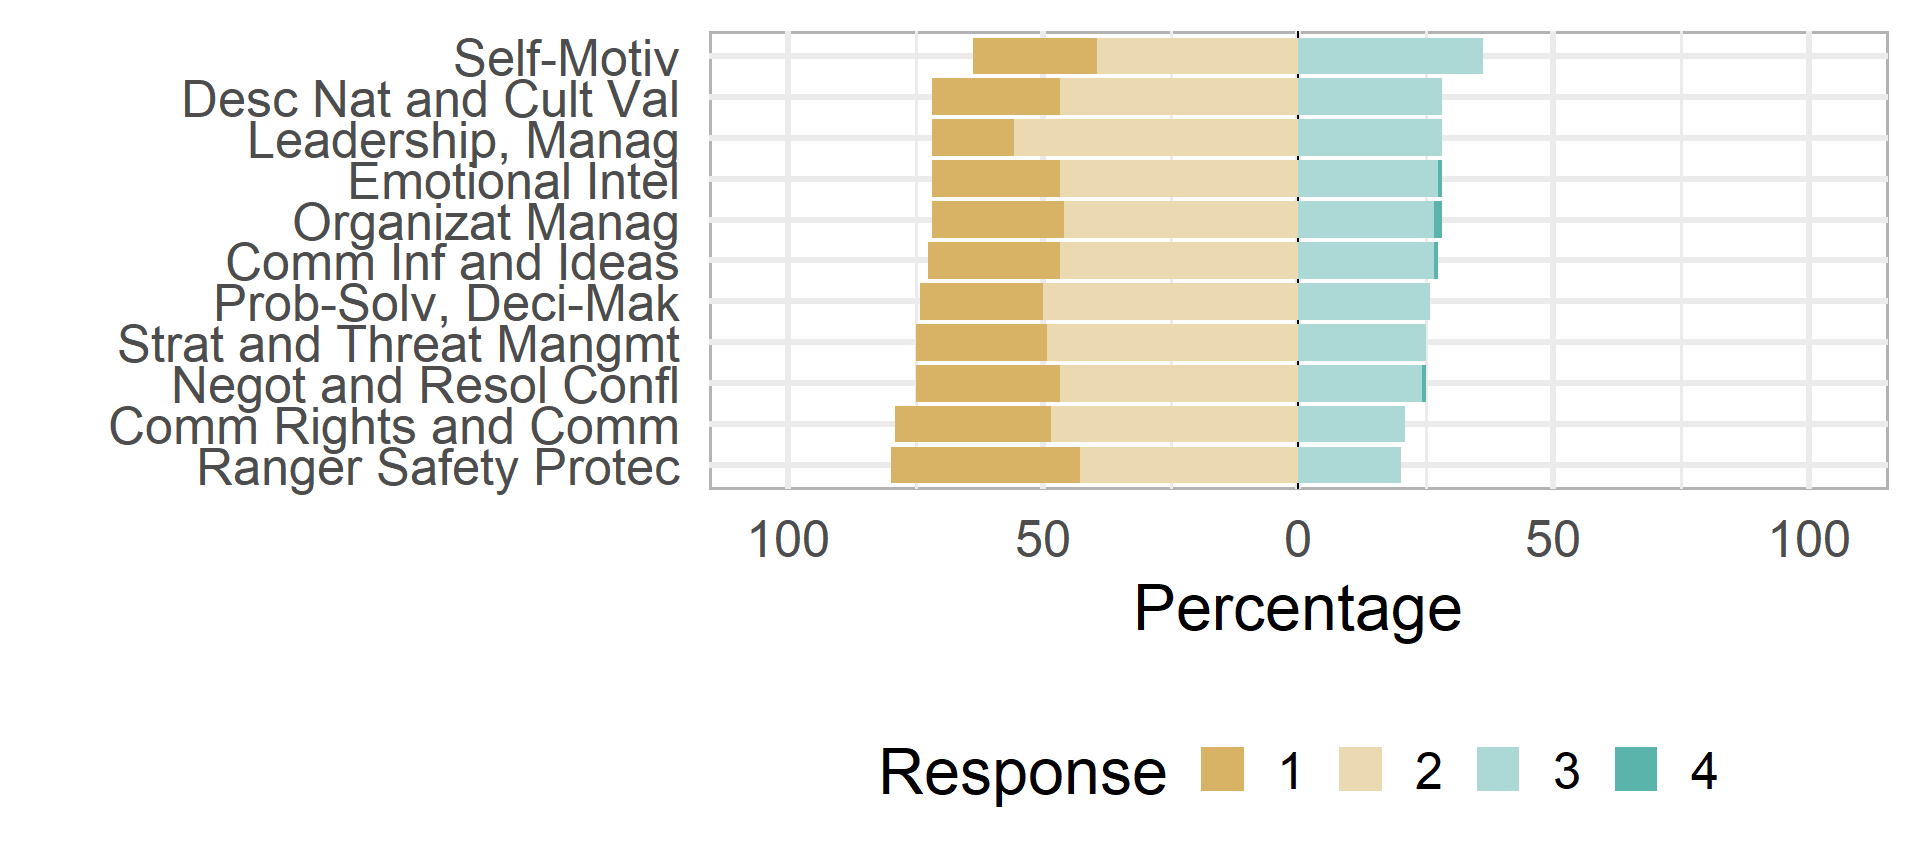 Self-Motiv
Desc Nat and Cult Val
Leadership, Manag
Emotional Intel
Organizat Manag
Comm Inf and Ideas
Prob-Solv, Deci-Mak
Strat and Threat Mangmt
Negot and Resol Confl
Comm Rights and Comm
Ranger Safety Protec
100 50 0 50 100
Percentage
Response 1 2 3 4